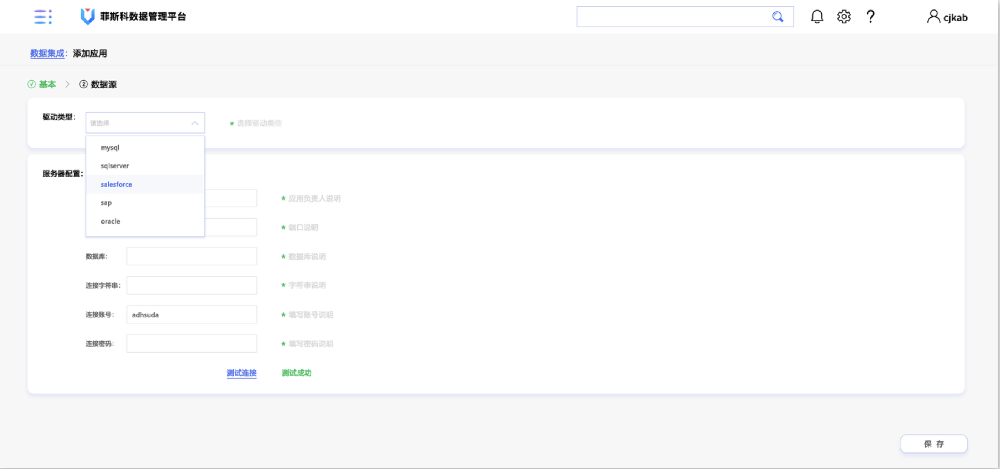 菲斯科数据管理平台
cjkab
数据集成: 添加应用
基本 > ② 数据源
驱动类型: 请选择 * 选择驱动类型
mysql
sqlserver
服务器配置:
salesforce
* 应用负责人说明
sap
oracle
* 端口说明
数据库: * 数据库说明
连接字符串: * 字符串说明
连接账号: adhsuda * 填写账号说明
连接密码: * 填写密码说明
测试连接 测试成功
保 存